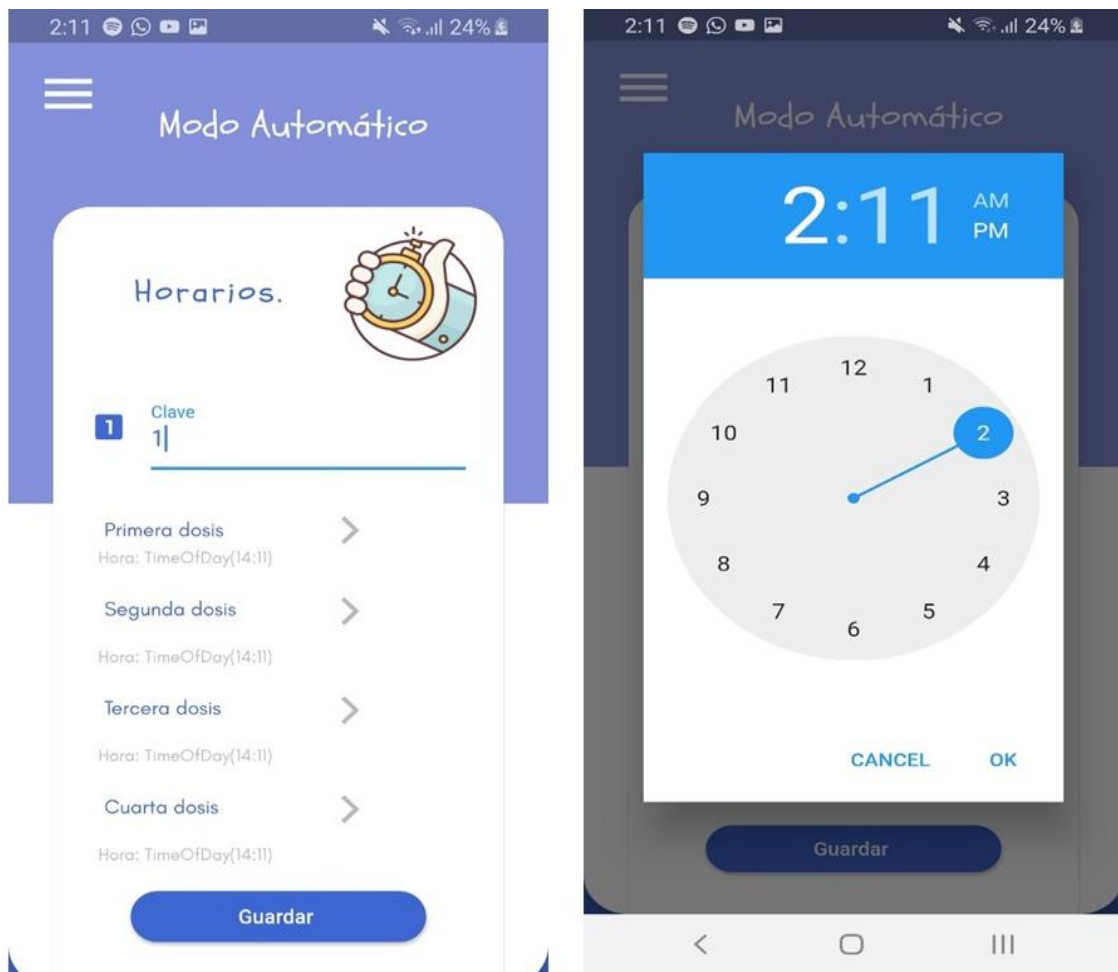 2:11 24%
Modo Automático
Horarios.
1
Clave
1
Primera dosis
Hora: TimeOfDay(14:11)
Segunda dosis
Hora: TimeOfDay(14:11)
Tercera dosis
Hora: TimeOfDay(14:11)
Cuarta dosis
Hora: TimeOfDay(14:11)
Guardar
2:11 24%
Modo Automático
2:11 AM
PM
12
11 1
10 2
9 3
8 4
7 5
6
CANCEL OK
Guardar